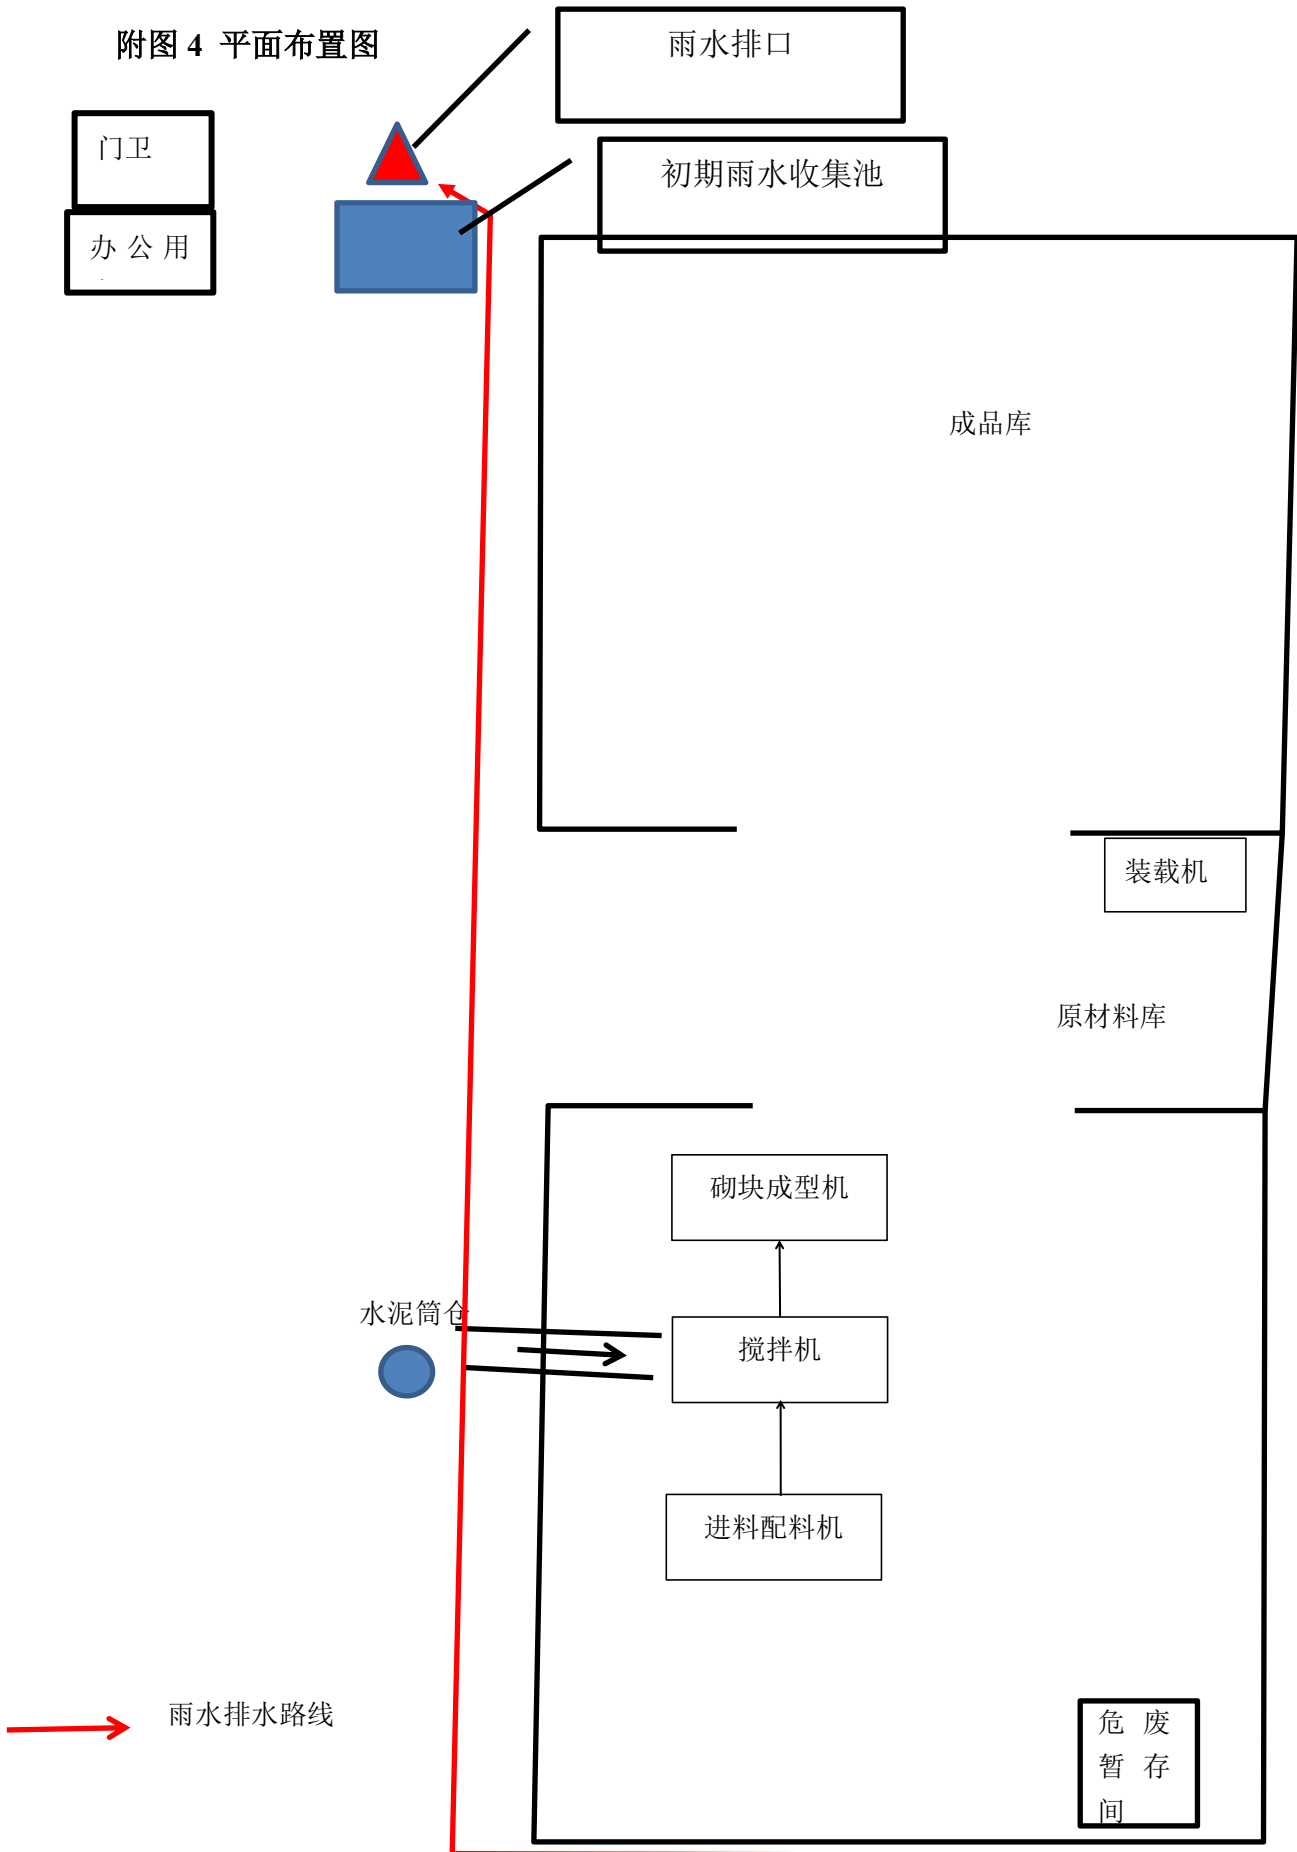 附图 4 平面布置图
雨水排口
门卫
初期雨水收集池
办公用
成品库
装载机
原材料库
砌块成型机
水泥筒仓
搅拌机
进料配料机
雨水排水路线
危废
暂存
间